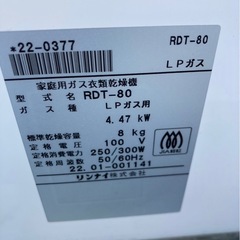 *22-0377 RDT-80
LPガス
家庭用ガス衣類乾燥機
型式名 RDT-80
ガス種 LPガス用
4.47 kW
標準乾燥容量 8 kg
定格電圧 100 V
定格消費電力 250/300W
定格周波数 50/60Hz
22.01-001141
リンナイ株式会社